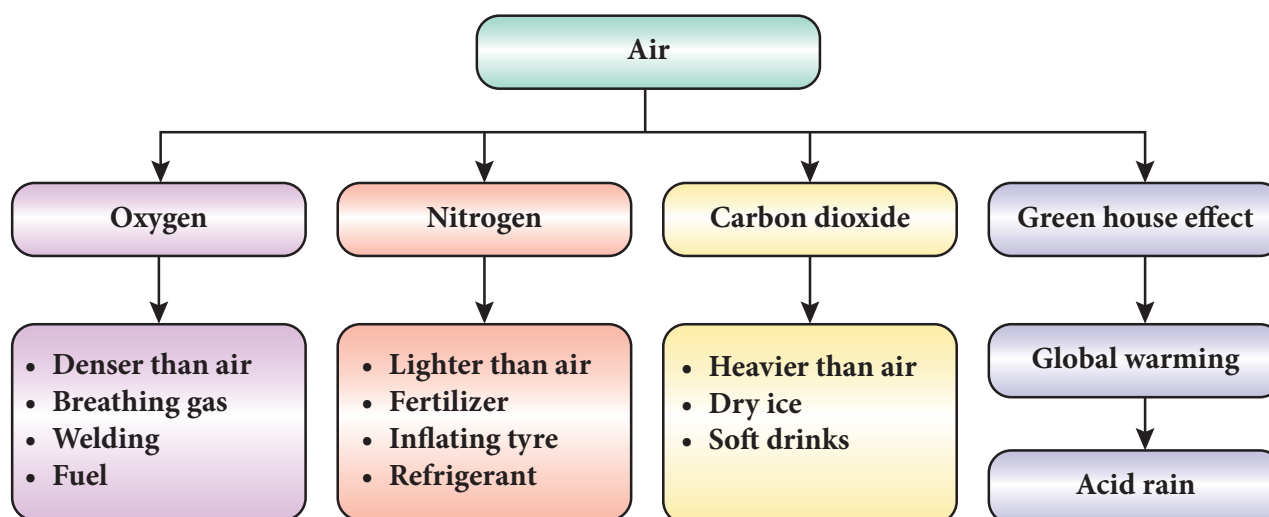 Air
Oxygen
Nitrogen
Carbon dioxide
Green house effect
• Denser than air
• Breathing gas
• Welding
• Fuel
• Lighter than air
• Fertilizer
• Inflating tyre
• Refrigerant
• Heavier than air
• Dry ice
• Soft drinks
Global warming
Acid rain